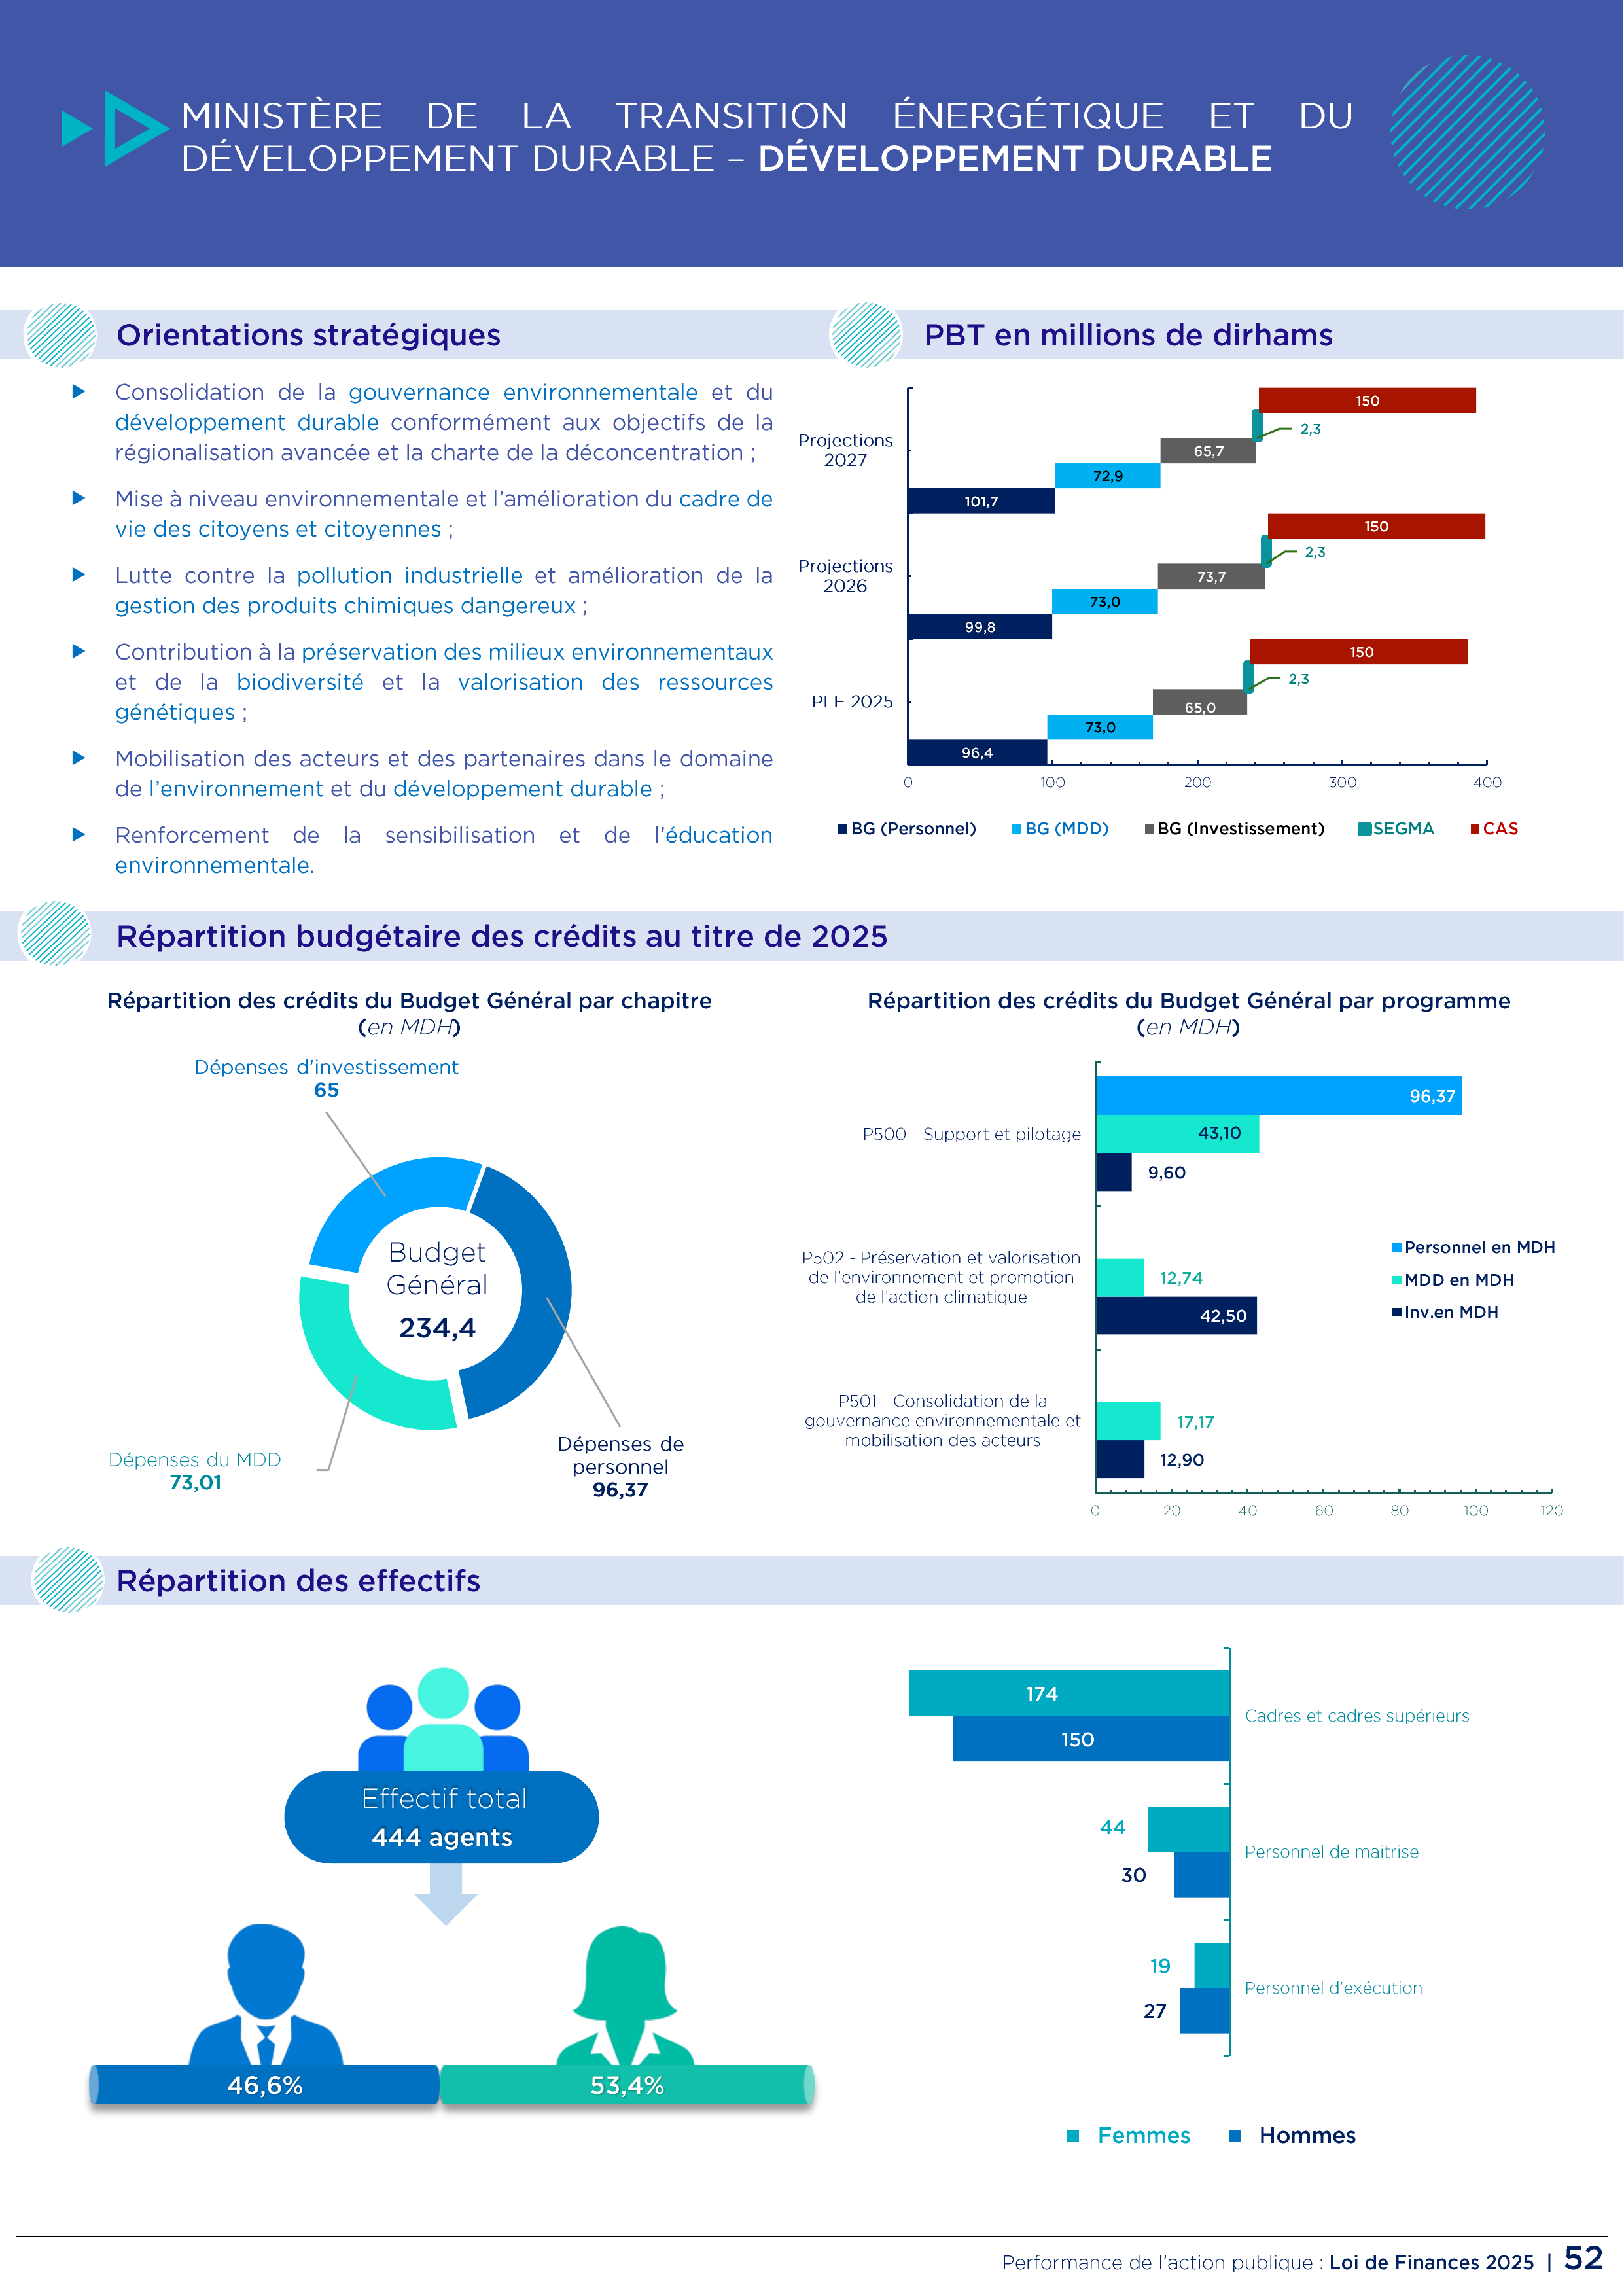 MINISTÈRE DE LA TRANSITION ÉNERGÉTIQUE ET DU
DÉVELOPPEMENT DURABLE – DÉVELOPPEMENT DURABLE
Orientations stratégiques
Consolidation de la gouvernance environnementale et du
développement durable conformément aux objectifs de la
régionalisation avancée et la charte de la déconcentration ;
Mise à niveau environnementale et l’amélioration du cadre de
vie des citoyens et citoyennes ;
Lutte contre la pollution industrielle et amélioration de la
gestion des produits chimiques dangereux ;
Contribution à la préservation des milieux environnementaux
et de la biodiversité et la valorisation des ressources
génétiques ;
Mobilisation des acteurs et des partenaires dans le domaine
de l’environnement et du développement durable ;
Renforcement de la sensibilisation et de l’éducation
environnementale.
PBT en millions de dirhams
150
2,3
Projections
2027
65,7
72,9
101,7
150
2,3
Projections
2026
73,7
73,0
99,8
150
2,3
PLF 2025
65,0
73,0
96,4
0 100 200 300 400
BG (Personnel) BG (MDD) BG (Investissement) SEGMA CAS
Répartition budgétaire des crédits au titre de 2025
Répartition des crédits du Budget Général par chapitre
(en MDH)
Dépenses d'investissement
65
Budget
Général
234,4
Dépenses du MDD
73,01
Dépenses de
personnel
96,37
Répartition des crédits du Budget Général par programme
(en MDH)
96,37
P500 - Support et pilotage
43,10
9,60
P502 - Préservation et valorisation
de l’environnement et promotion
de l’action climatique
12,74
42,50
P501 - Consolidation de la
gouvernance environnementale et
mobilisation des acteurs
17,17
12,90
0 20 40 60 80 100 120
Personnel en MDH
MDD en MDH
Inv.en MDH
Répartition des effectifs
Effectif total
444 agents
46,6%
53,4%
174
150
Cadres et cadres supérieurs
44
30
Personnel de maitrise
19
27
Personnel d'exécution
Femmes Hommes
Performance de l’action publique : Loi de Finances 2025 | 52